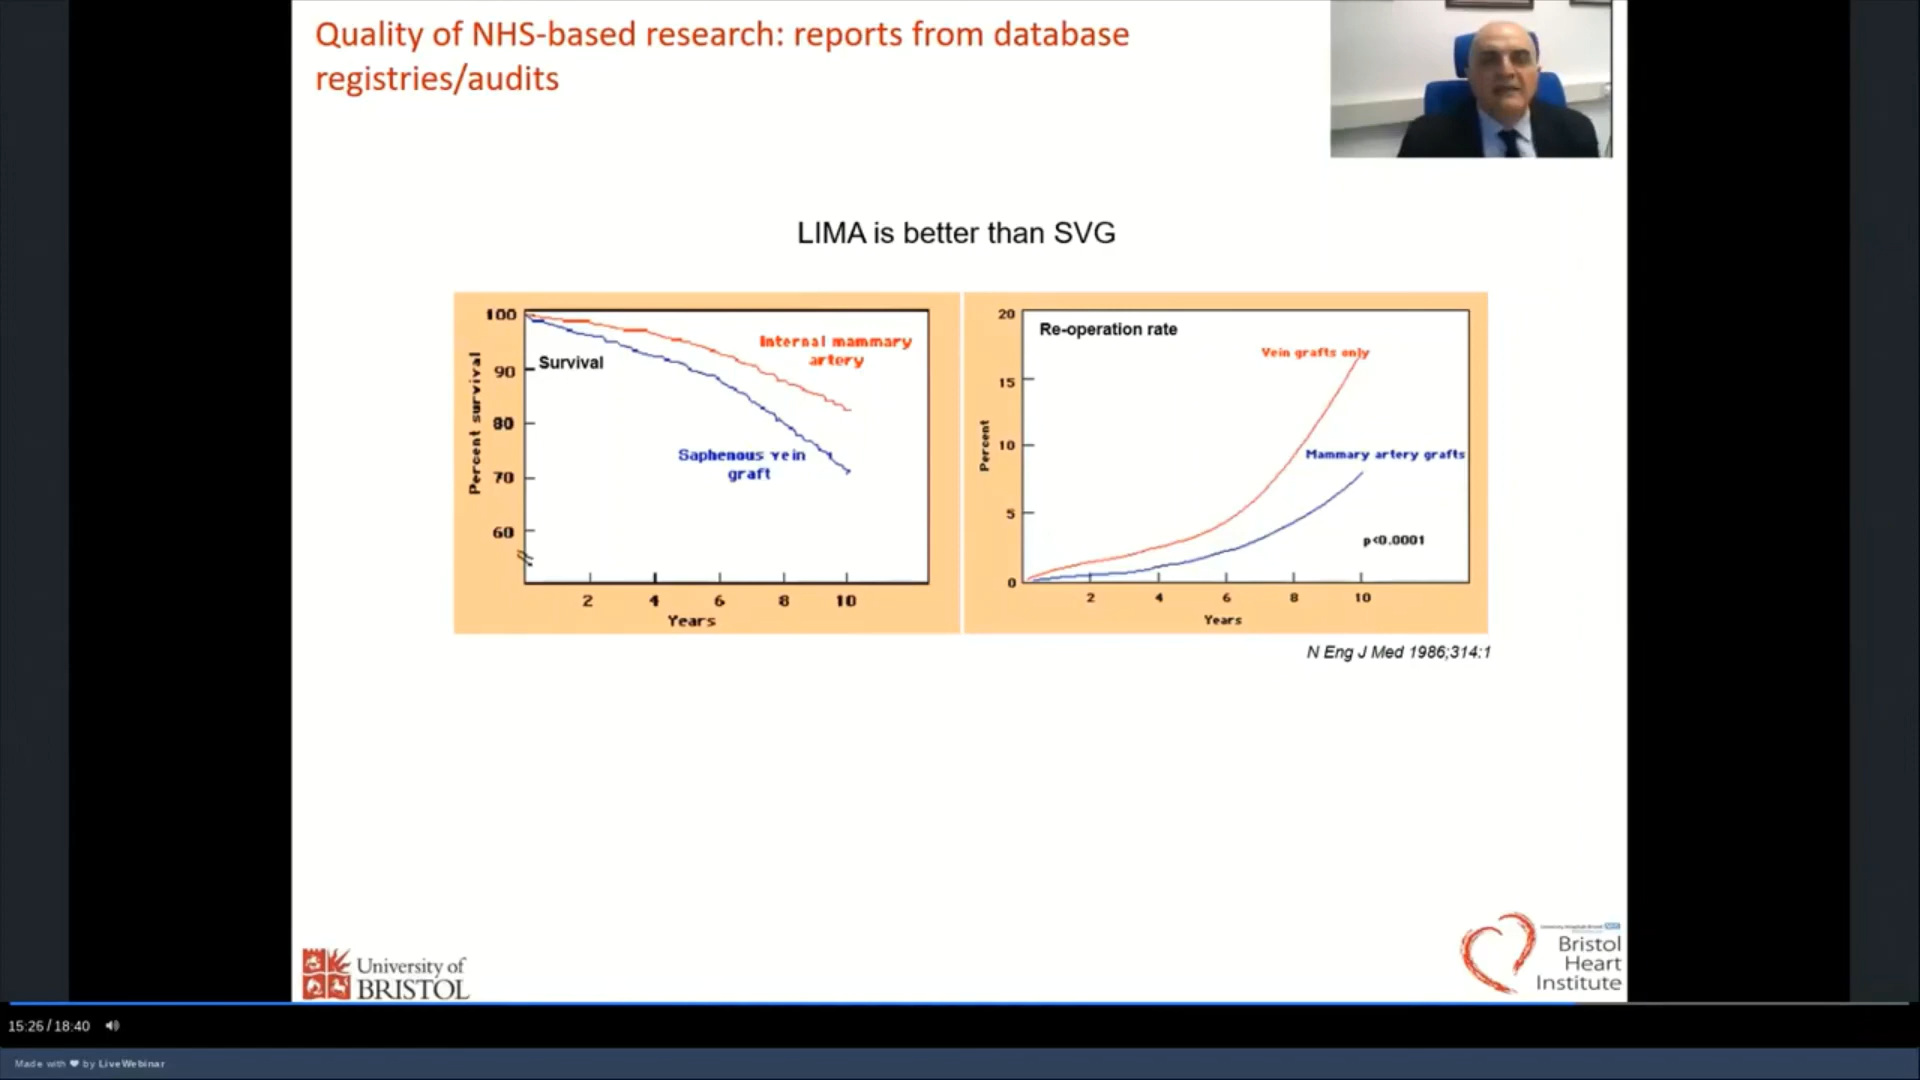 Quality of NHS-based research: reports from database
registries/audits
LIMA is better than SVG
100
90
80
70
60
Percent survival
Survival
Internal mammary
artery
Saphenous vein
graft
2 4 6 8 10
Years
20
15
10
5
0
Percent
Re-operation rate
Vein grafts only
Mammary artery grafts
p<0.0001
2 4 6 8 10
Years
N Eng J Med 1986;314:1
University of
BRISTOL
NHS
Bristol
Heart
Institute
15:26 / 18:40
Made with ❤ by LiveWebinar